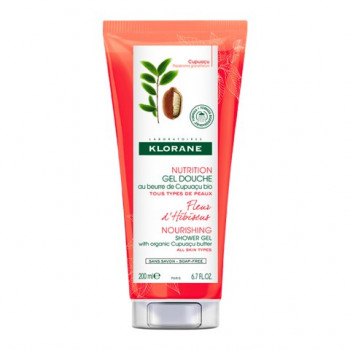 Cupuaçu
LABORATOIRES
KLORANE
NUTRITION
GEL DOUCHE
au beurre de Cupuaçu bio
TOUS TYPES DE PEAUX
Fleur
d'Hibiscus
NOURISHING
SHOWER GEL
with organic Cupuaçu butter
ALL SKIN TYPES
SANS SAVON - SOAP-FREE
200 ml e PARIS 6.7 FL.OZ.